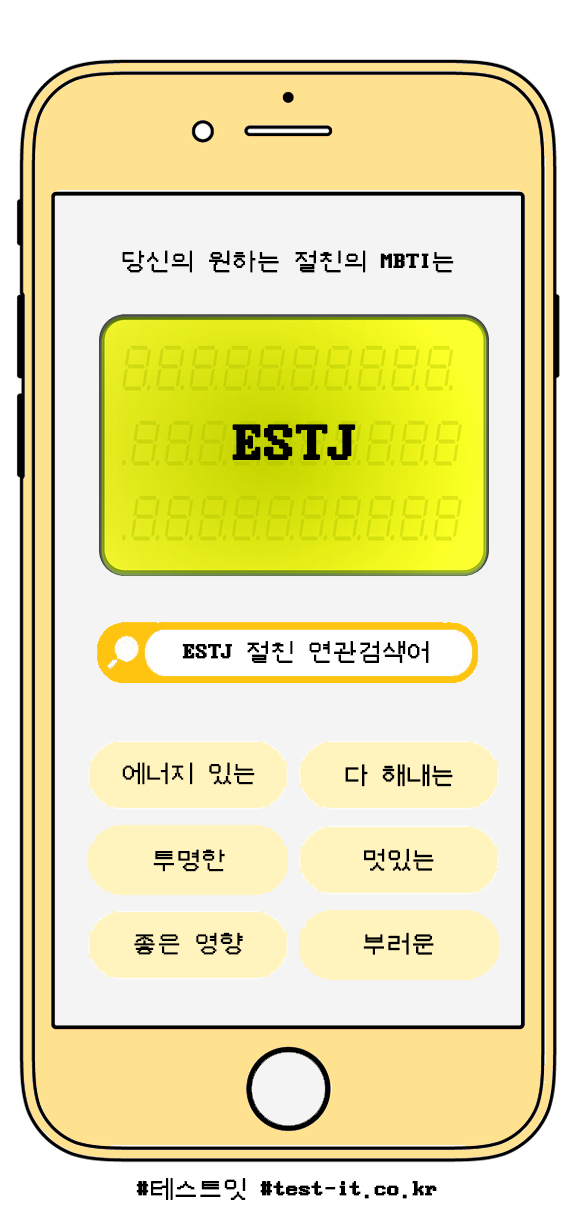 당신의 원하는 절친의 MBTI는
ESTJ
ESTJ 절친 연관검색어
에너지 있는 다 해내는
투명한 멋있는
좋은 영향 부러운
#테스트잇 #test-it.co.kr